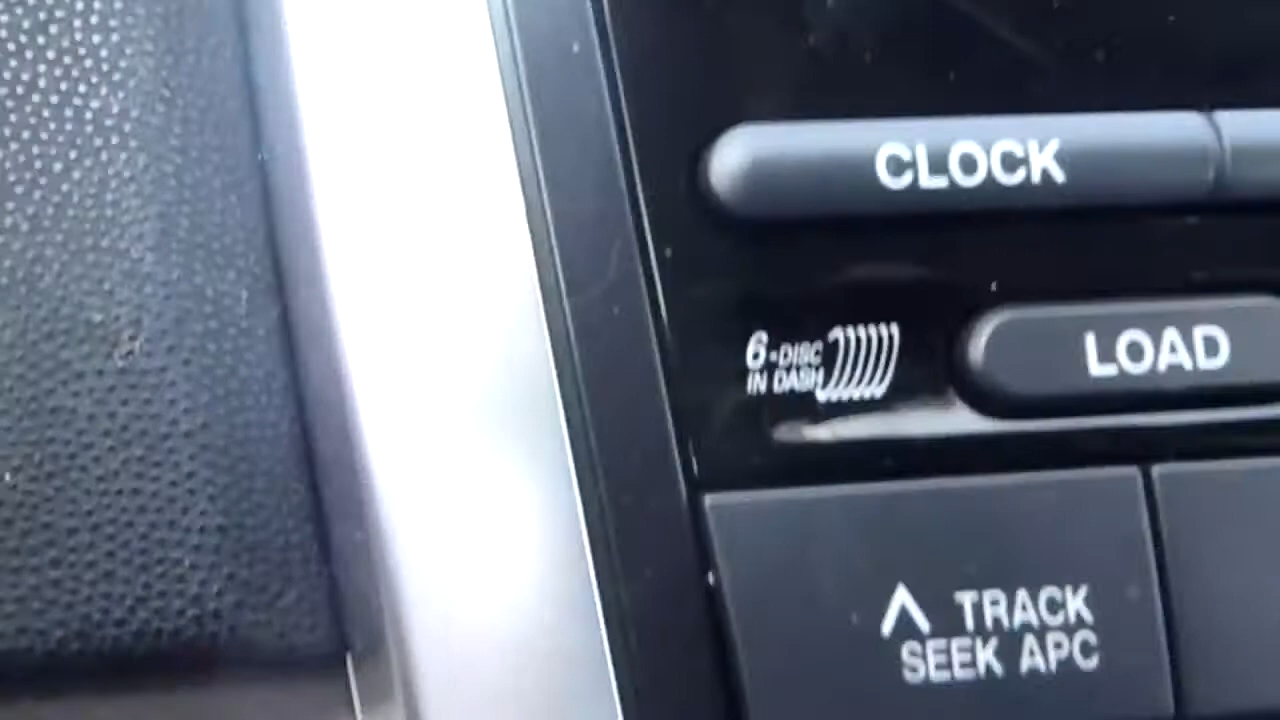 CLOCK
6-DISC
IN DASH
LOAD
TRACK
SEEK APC